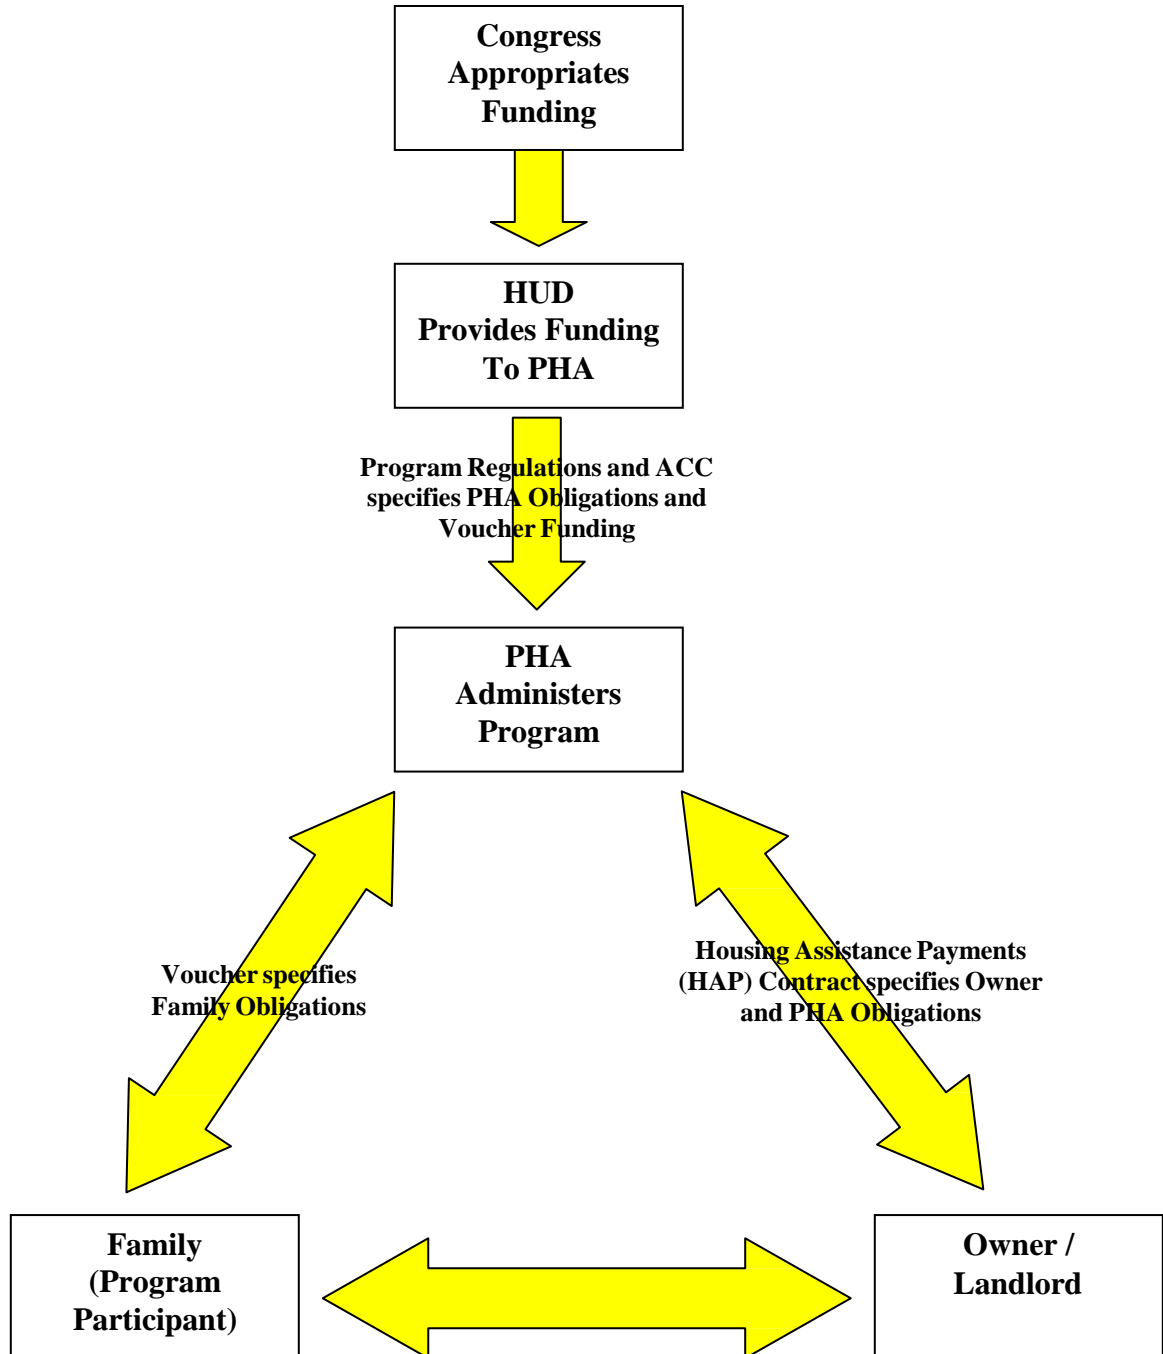 Congress
Appropriates
Funding
HUD
Provides Funding
To PHA
Program Regulations and ACC
specifies PHA Obligations and
Voucher Funding
PHA
Administers
Program
Voucher specifies
Family Obligations
Housing Assistance Payments
(HAP) Contract specifies Owner
and PHA Obligations
Family
(Program
Participant)
Owner /
Landlord